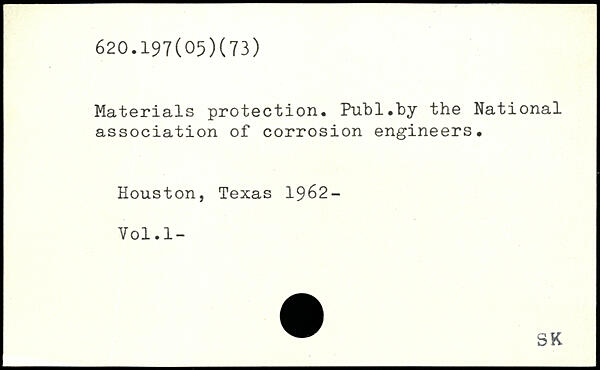 620.197(05)(73)
Materials protection. Publ.by the National
association of corrosion engineers.
Houston, Texas 1962-
Vol.1-
SK